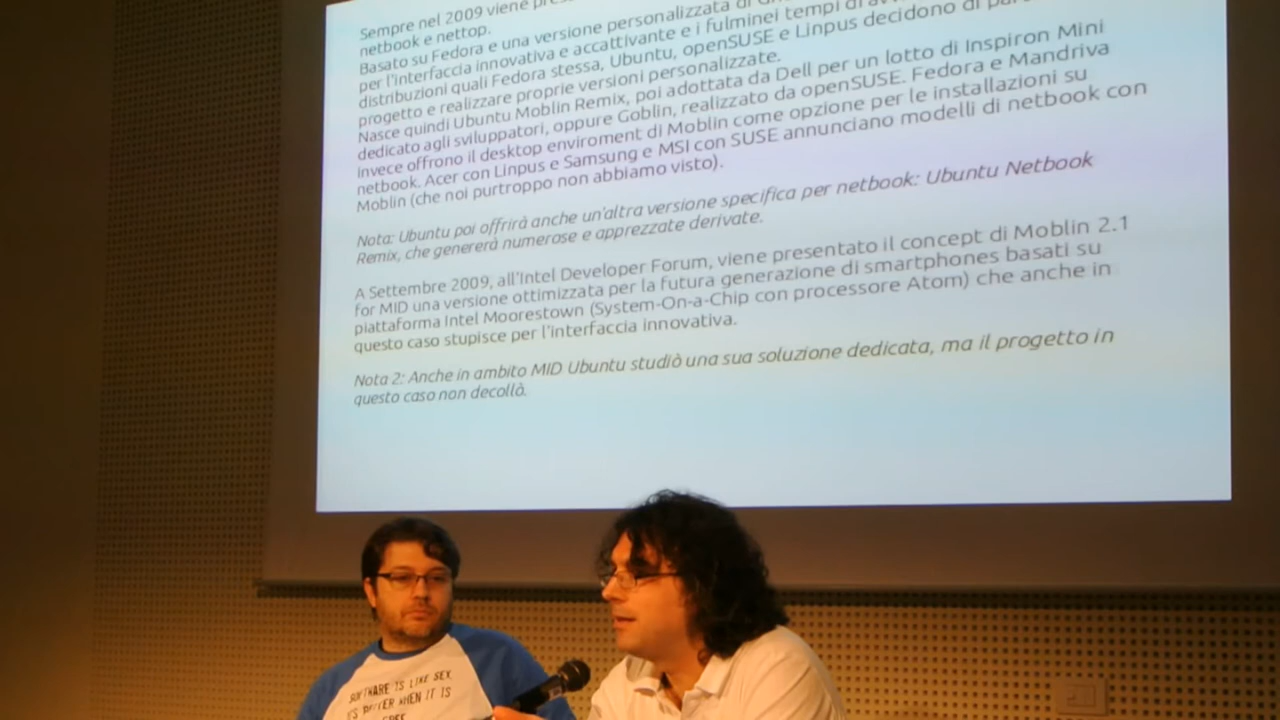 Sempre nel 2009 viene
netbook e nettop.
Basato su Fedora e una versione personalizzata di
per l'interfaccia innovativa e accattivante e i fulminei tempi di
distribuzioni quali Fedora stessa, Ubuntu, openSUSE e Linpus decidono di
progetto e realizzare proprie versioni personalizzate.
Nasce quindi Ubuntu Moblin Remix, poi adottata da Dell per un lotto di Inspiron Mini
dedicato agli sviluppatori, oppure Goblin, realizzato da openSUSE. Fedora e Mandriva
invece offrono il desktop enviroment di Moblin come opzione per le installazioni su
netbook. Acer con Linpus e Samsung e MSI con SUSE annunciano modelli di netbook con
Moblin (che noi purtroppo non abbiamo visto).
Nota: Ubuntu poi offrirà anche un'altra versione specifica per netbook: Ubuntu Netbook
Remix, che genererà numerose e apprezzate derivate.
A Settembre 2009, all'Intel Developer Forum, viene presentato il concept di Moblin 2.1
for MID una versione ottimizzata per la futura generazione di smartphones basati su
piattaforma Intel Moorestown (System-On-a-Chip con processore Atom) che anche in
questo caso stupisce per l'interfaccia innovativa.
Nota 2: Anche in ambito MID Ubuntu studiò una sua soluzione dedicata, ma il progetto in
questo caso non decollò.
SOFTWARE IS LIKE SEX
IT'S BETTER WHEN IT IS
FREE